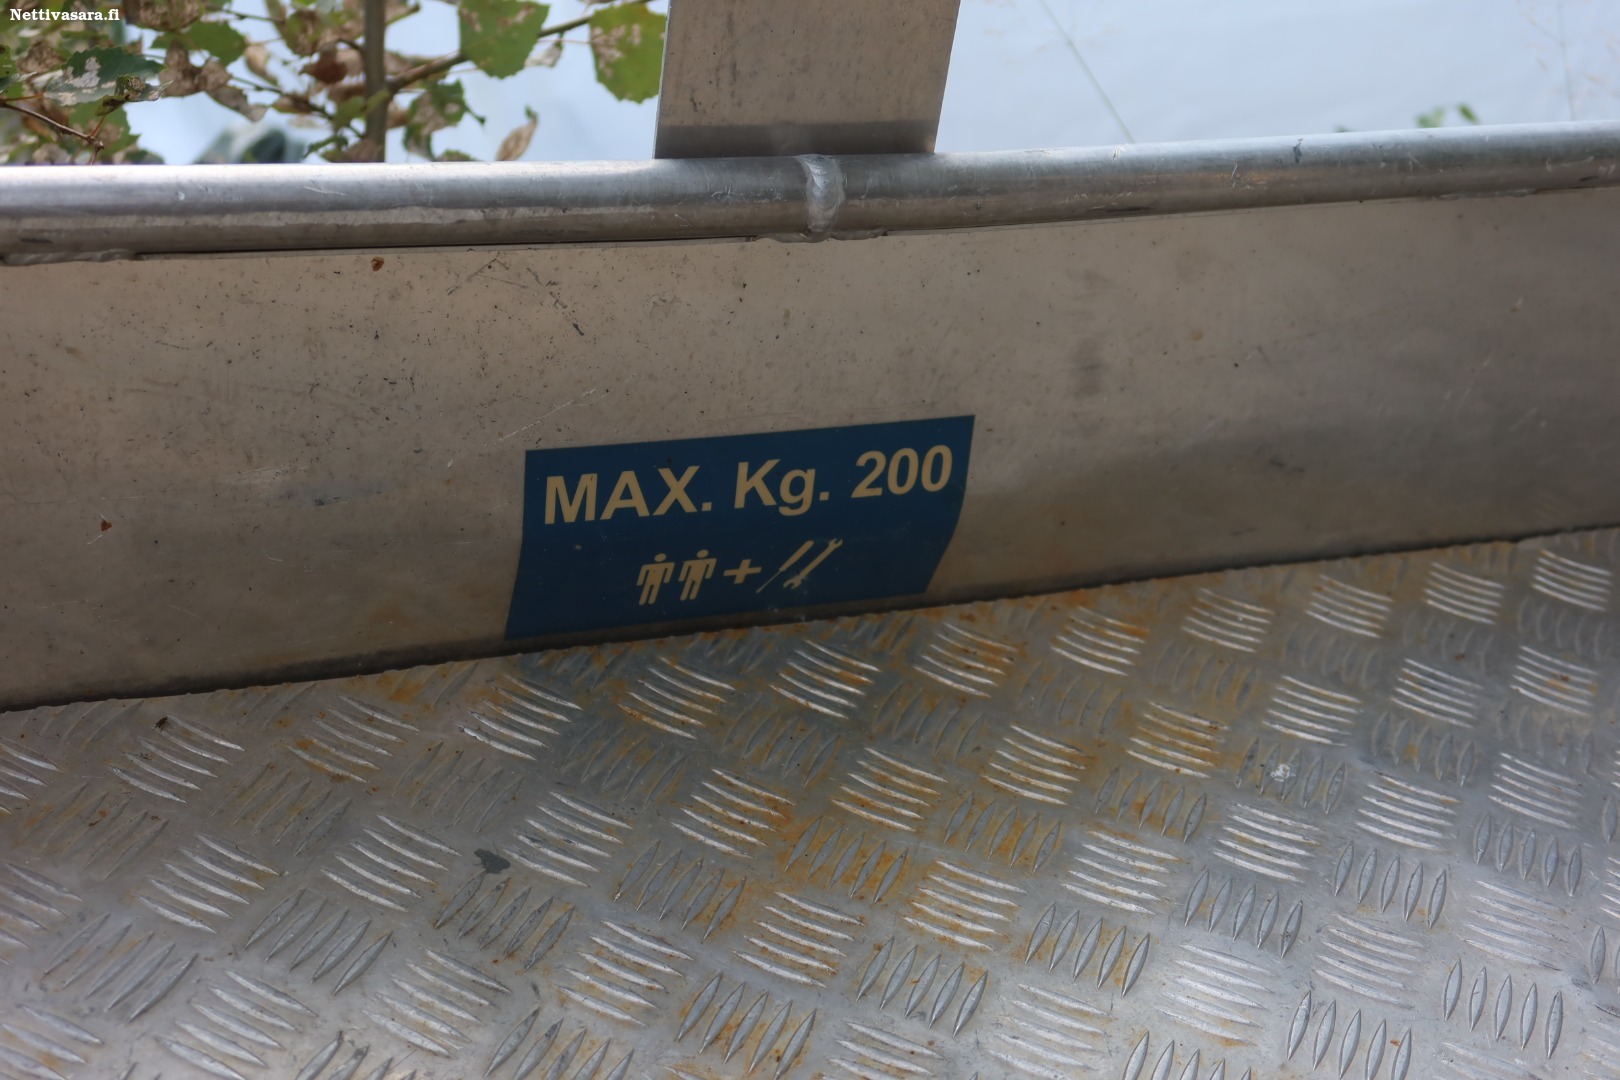 Nettivasara.fi
MAX. Kg. 200
+